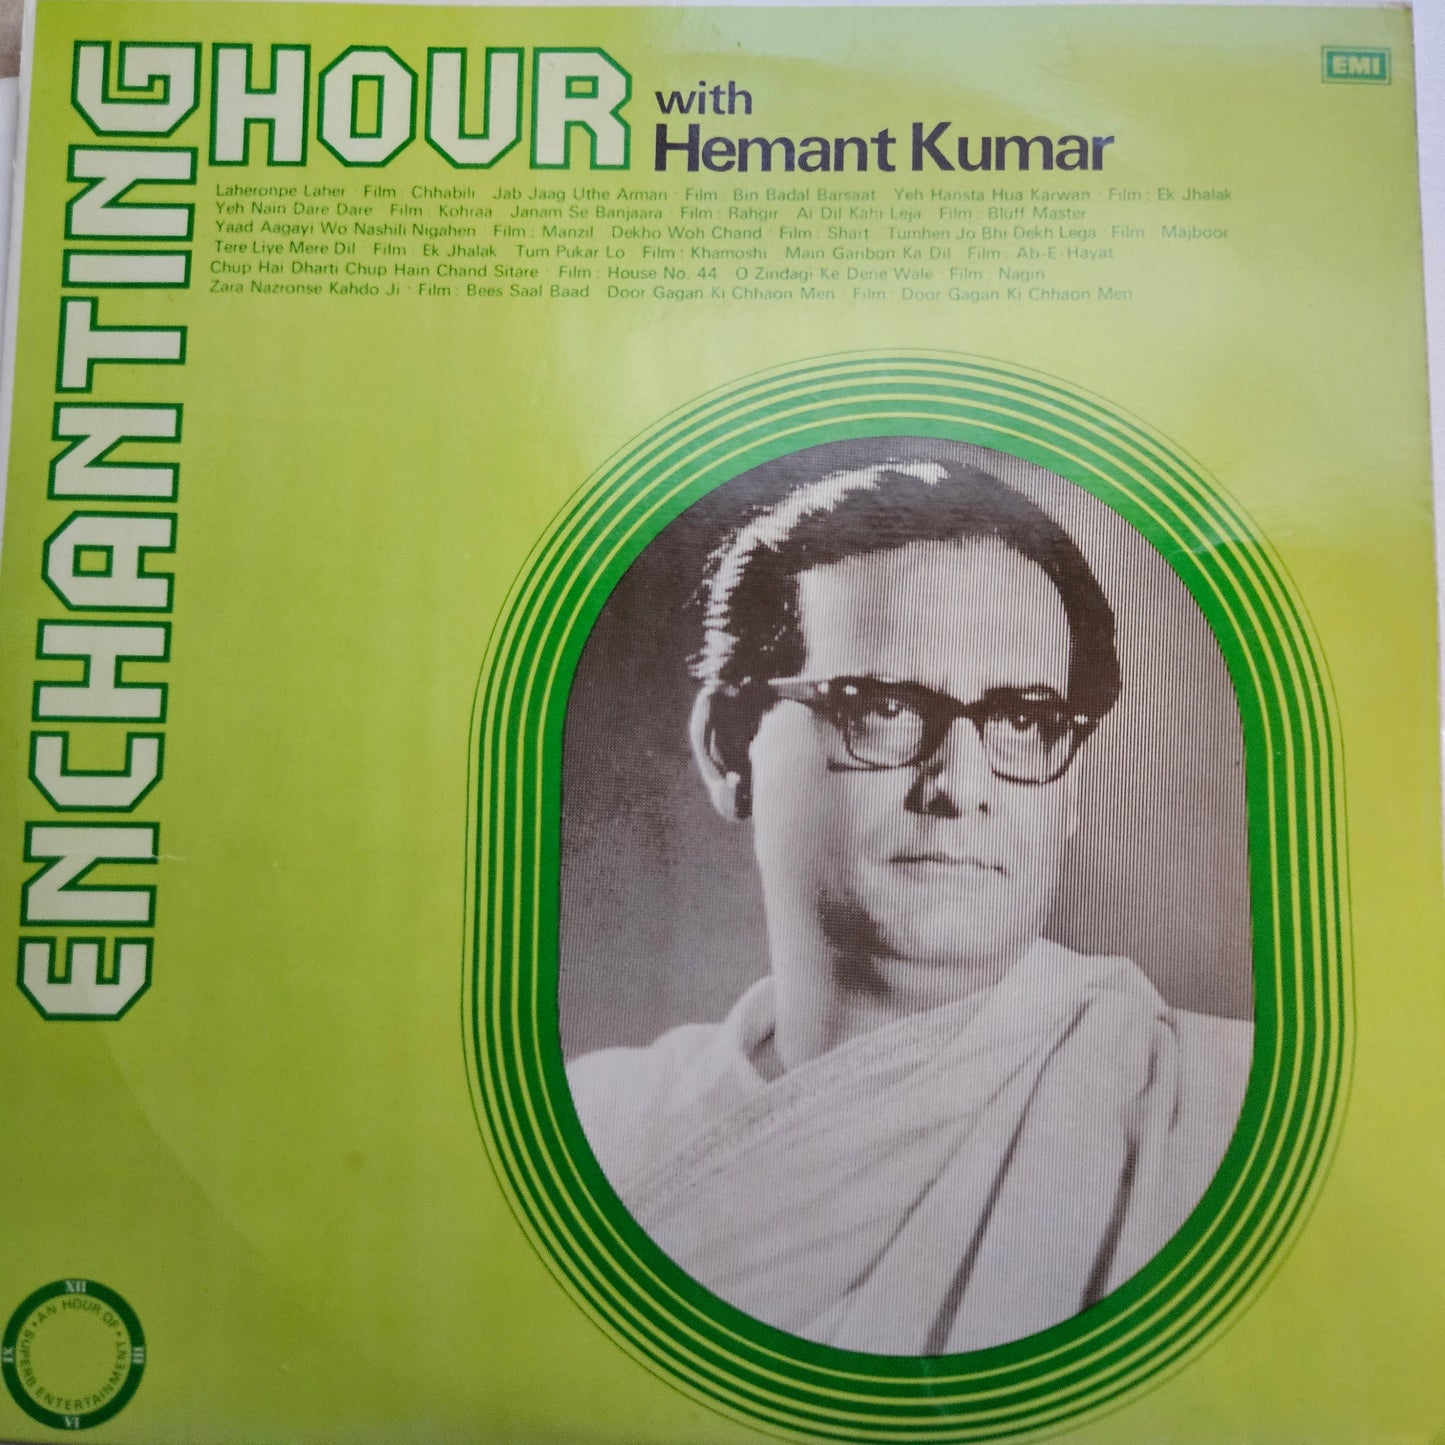 ENCHANTING HOUR
with
Hemant Kumar
EMI
Laheronpe Laher · Film : Chhabili Jab Jaag Uthe Arman · Film : Bin Badal Barsaat Yeh Hansta Hua Karwan · Film : Ek Jhalak
Yeh Nain Dare Dare · Film : Kohraa Janam Se Banjaara · Film : Rahgir Ai Dil Kahi Leja · Film : Bluff Master
Yaad Aagayi Wo Nashili Nigahen · Film : Manzil Dekho Woh Chand · Film : Shart Tumhen Jo Bhi Dekh Lega · Film : Majboor
Tere Liye Mere Dil · Film : Ek Jhalak Tum Pukar Lo · Film : Khamoshi Main Garibon Ka Dil · Film : Ab-E-Hayat
Chup Hai Dharti Chup Hain Chand Sitare · Film : House No. 44 O Zindagi Ke Dene Wale · Film : Nagin
Zara Nazronse Kahdo Ji · Film : Bees Saal Baad Door Gagan Ki Chhaon Men · Film : Door Gagan Ki Chhaon Men
XII
III
VI
IX
· AN HOUR OF · SUPERB ENTERTAINMENT